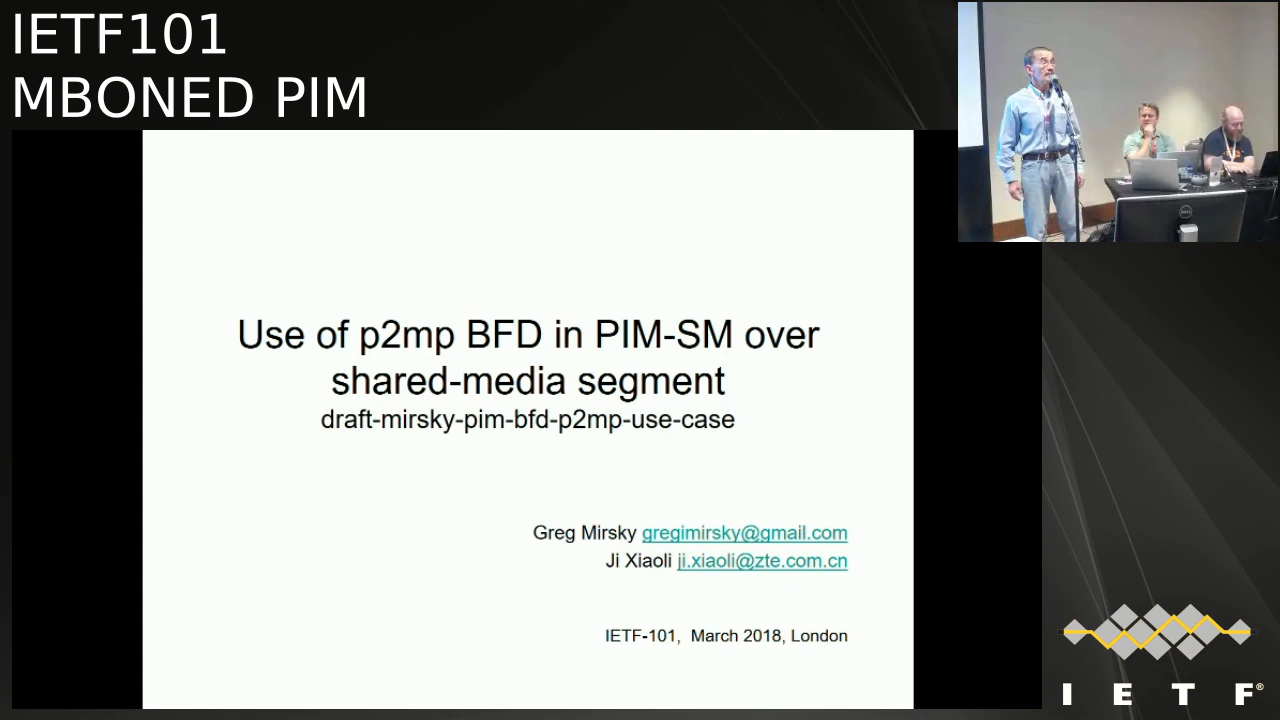 IETF101
MBONED PIM
Use of p2mp BFD in PIM-SM over
shared-media segment
draft-mirsky-pim-bfd-p2mp-use-case
Greg Mirsky gregimirsky@gmail.com
Ji Xiaoli ji.xiaoli@zte.com.cn
IETF-101, March 2018, London
I E T F®